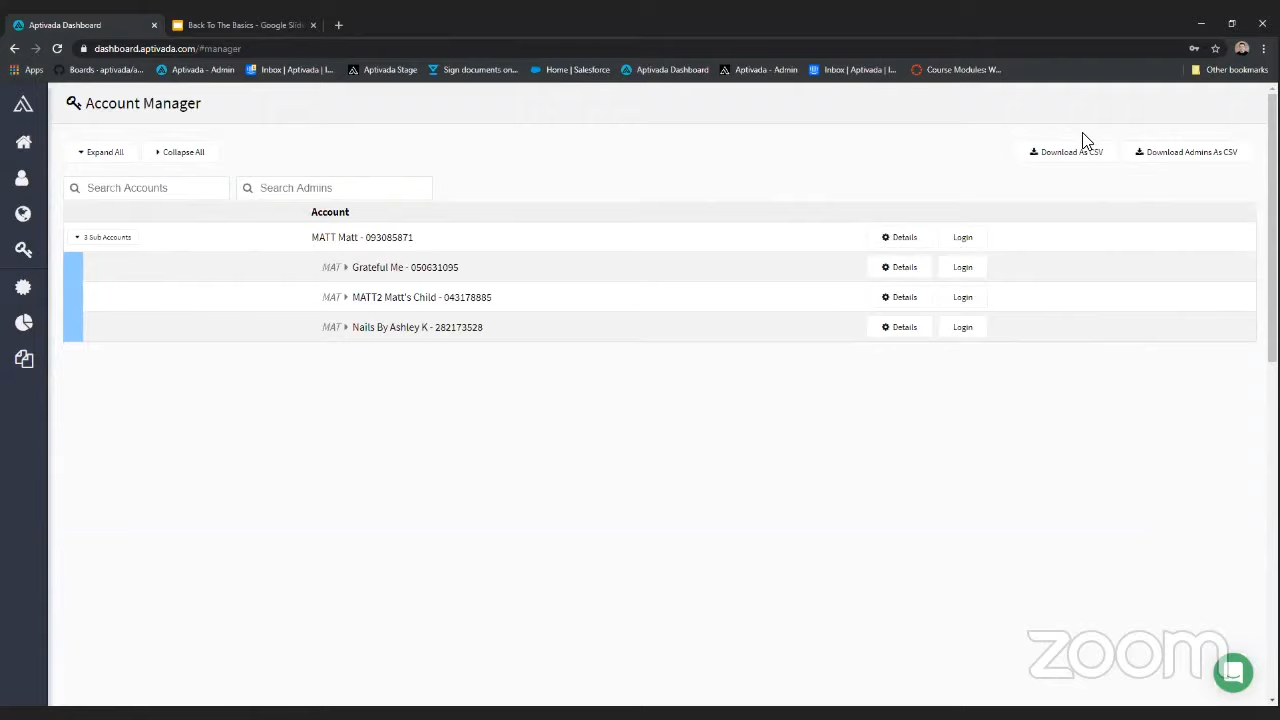 Aptivada Dashboard
Back To The Basics - Google Slid
dashboard.aptivada.com/#manager
Apps
Boards - aptivada/a...
Aptivada - Admin
Inbox | Aptivada | I...
Aptivada Stage
Sign documents on...
Home | Salesforce
Aptivada Dashboard
Aptivada - Admin
Inbox | Aptivada | I...
Course Modules: W...
Other bookmarks
Account Manager
Expand All
Collapse All
Download As CSV
Download Admins As CSV
Search Accounts
Search Admins
Account
3 Sub Accounts
MATT Matt - 093085871
Details
Login
MAT Grateful Me - 050631095
Details
Login
MAT MATT2 Matt's Child - 043178885
Details
Login
MAT Nails By Ashley K - 282173528
Details
Login
zoom